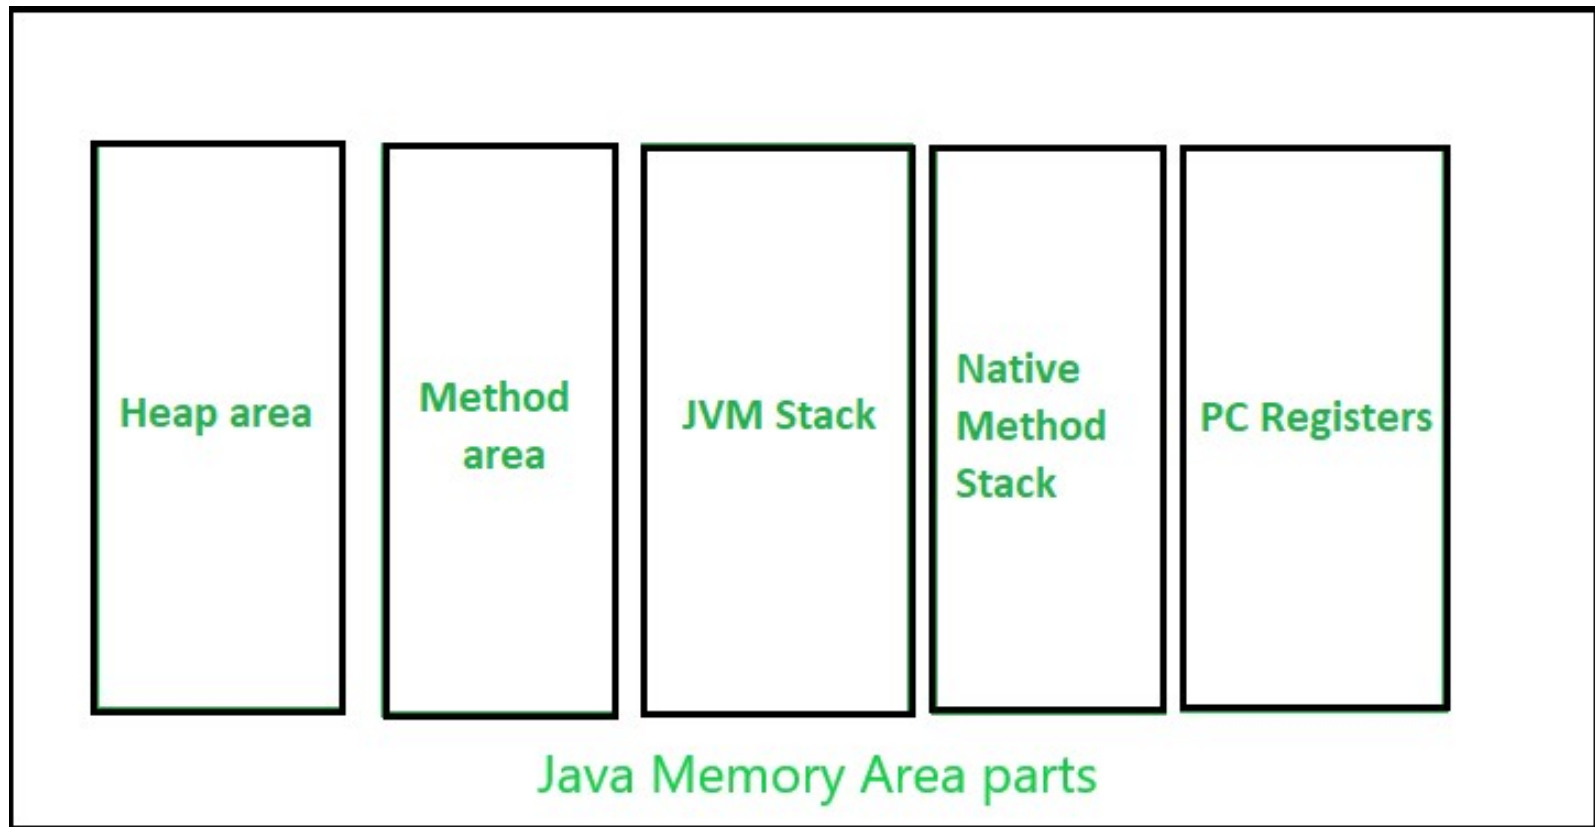 Heap area
Method
area
JVM Stack
Native
Method
Stack
PC Registers
Java Memory Area parts